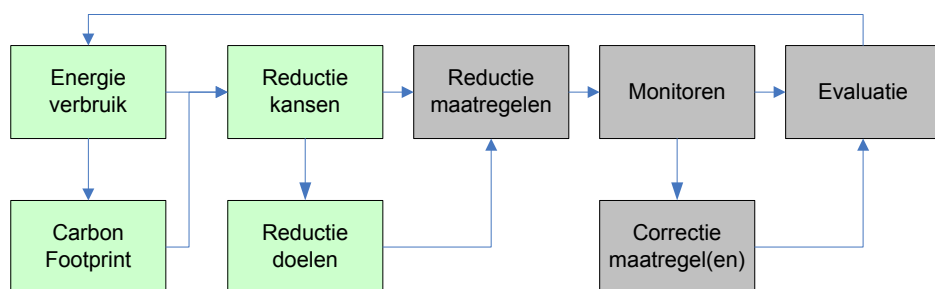 Energie
verbruik
Reductie
kansen
Reductie
maatregelen
Monitoren
Evaluatie
Carbon
Footprint
Reductie
doelen
Correctie
maatregel(en)